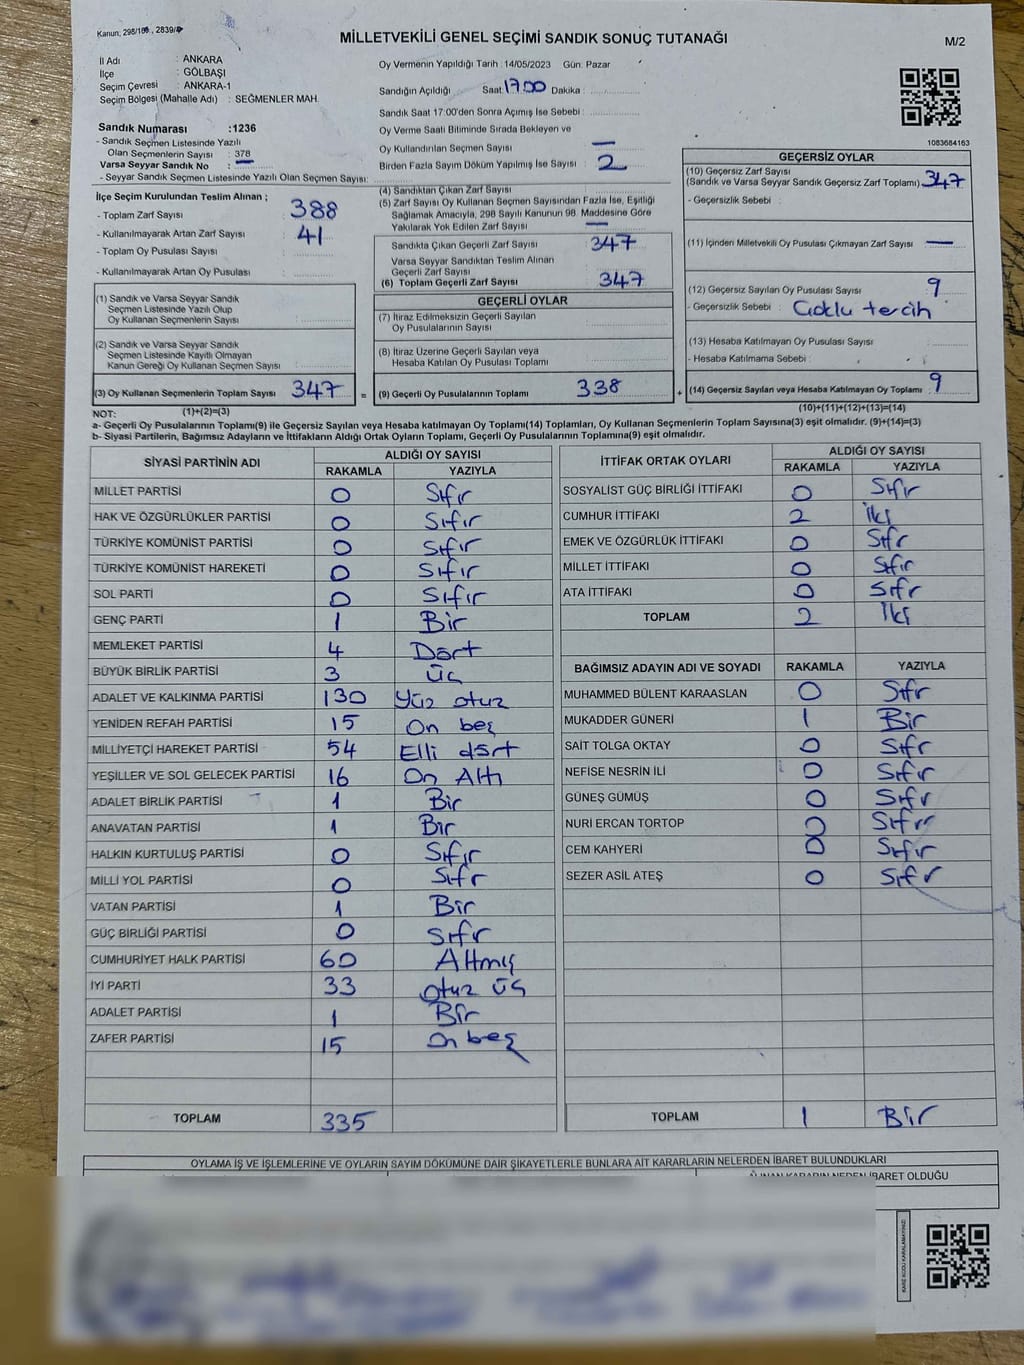 Kanun; 298/
MİLLETVEKİLİ GENEL SEÇİMİ SANDIK SONUÇ TUTANAĞI
M/2
İl Adı : ANKARA
İlçe : GÖLBAŞI
Seçim Çevresi : ANKARA-1
Seçim Bölgesi (Mahalle Adı) : SEĞMENLER MAH.
Sandık Numarası :1236
- Sandık Seçmen Listesinde Yazılı
Olan Seçmenlerin Sayısı : 378
Varsa Seyyar Sandık No : —
- Seyyar Sandık Seçmen Listesinde Yazılı Olan Seçmen Sayısı:
Oy Vermenin Yapıldığı Tarih : 14/05/2023 Gün: Pazar
Sandığın Açıldığı Saat: 17.00 Dakika :
Sandık Saat 17:00'den Sonra Açımış İse Sebebi :
Oy Verme Saati Bitiminde Sırada Bekleyen ve
Oy Kullandırılan Seçmen Sayısı : —
Birden Fazla Sayım Döküm Yapılmış İse Sayısı : 2
1083684163
İlçe Seçim Kurulundan Teslim Alınan ;
- Toplam Zarf Sayısı : 388
- Kullanılmayarak Artan Zarf Sayısı : 41
- Toplam Oy Pusulası Sayısı :
- Kullanılmayarak Artan Oy Pusulası :
(1) Sandık ve Varsa Seyyar Sandık
Seçmen Listesinde Yazılı Olup
Oy Kullanan Seçmenlerin Sayısı :
(2) Sandık ve Varsa Seyyar Sandık
Seçmen Listesinde Kayıtlı Olmayan
Kanun Gereği Oy Kullanan Seçmen Sayısı :
(3) Oy Kullanan Seçmenlerin Toplam Sayısı : 347
(1)+(2)=(3)
(4) Sandıktan Çıkan Zarf Sayısı :
(5) Zarf Sayısı Oy Kullanan Seçmen Sayısından Fazla İse, Eşitliği
Sağlamak Amacıyla, 298 Sayılı Kanunun 98. Maddesine Göre
Yakılarak Yok Edilen Zarf Sayısı : —
Sandıkta Çıkan Geçerli Zarf Sayısı : 347
Varsa Seyyar Sandıktan Teslim Alınan
Geçerli Zarf Sayısı :
(6) Toplam Geçerli Zarf Sayısı : 347
GEÇERLİ OYLAR
(7) İtiraz Edilmeksizin Geçerli Sayılan
Oy Pusulalarının Sayısı :
(8) İtiraz Üzerine Geçerli Sayılan veya
Hesaba Katılan Oy Pusulası Toplamı :
= (9) Geçerli Oy Pusulalarının Toplamı : 338 +
GEÇERSİZ OYLAR
(10) Geçersiz Zarf Sayısı
(Sandık ve Varsa Seyyar Sandık Geçersiz Zarf Toplamı) : 347
- Geçersizlik Sebebi :
(11) İçinden Milletvekili Oy Pusulası Çıkmayan Zarf Sayısı : —
(12) Geçersiz Sayılan Oy Pusulası Sayısı : 9
- Geçersizlik Sebebi : Çoklu tercih
(13) Hesaba Katılmayan Oy Pusulası Sayısı :
- Hesaba Katılmama Sebebi :
(14) Geçersiz Sayılan veya Hesaba Katılmayan Oy Toplamı : 9
(10)+(11)+(12)+(13)=(14)
NOT:
a- Geçerli Oy Pusulalarının Toplamı(9) ile Geçersiz Sayılan veya Hesaba katılmayan Oy Toplamı(14) Toplamları, Oy Kullanan Seçmenlerin Toplam Sayısına(3) eşit olmalıdır. (9)+(14)=(3)
b- Siyasi Partilerin, Bağımsız Adayların ve İttifakların Aldığı Ortak Oyların Toplamı, Geçerli Oy Pusulalarının Toplamına(9) eşit olmalıdır.
SİYASİ PARTİNİN ADI ALDIĞI OY SAYISI
RAKAMLA YAZIYLA
MİLLET PARTİSİ 0 Sıfır
HAK VE ÖZGÜRLÜKLER PARTİSİ 0 Sıfır
TÜRKİYE KOMÜNİST PARTİSİ 0 Sıfır
TÜRKİYE KOMÜNİST HAREKETİ 0 Sıfır
SOL PARTİ 0 Sıfır
GENÇ PARTİ 1 Bir
MEMLEKET PARTİSİ 4 Dört
BÜYÜK BİRLİK PARTİSİ 3 Üç
ADALET VE KALKINMA PARTİSİ 130 Yüz otuz
YENİDEN REFAH PARTİSİ 15 On beş
MİLLİYETÇİ HAREKET PARTİSİ 54 Elli dört
YEŞİLLER VE SOL GELECEK PARTİSİ 16 On Altı
ADALET BİRLİK PARTİSİ 1 Bir
ANAVATAN PARTİSİ 1 Bir
HALKIN KURTULUŞ PARTİSİ 0 Sıfır
MİLLİ YOL PARTİSİ 0 Sıfır
VATAN PARTİSİ 1 Bir
GÜÇ BİRLİĞİ PARTİSİ 0 Sıfır
CUMHURİYET HALK PARTİSİ 60 Altmış
İYİ PARTİ 33 otuz üç
ADALET PARTİSİ 1 Bir
ZAFER PARTİSİ 15 On beş
TOPLAM 335
İTTİFAK ORTAK OYLARI ALDIĞI OY SAYISI
RAKAMLA YAZIYLA
SOSYALİST GÜÇ BİRLİĞİ İTTİFAKI 0 Sıfır
CUMHUR İTTİFAKI 2 İki
EMEK VE ÖZGÜRLÜK İTTİFAKI 0 Sıfır
MİLLET İTTİFAKI 0 Sıfır
ATA İTTİFAKI 0 Sıfır
TOPLAM 2 İki
BAĞIMSIZ ADAYIN ADI VE SOYADI RAKAMLA YAZIYLA
MUHAMMED BÜLENT KARAASLAN 0 Sıfır
MUKADDER GÜNERİ 1 Bir
SAİT TOLGA OKTAY 0 Sıfır
NEFİSE NESRİN İLİ 0 Sıfır
GÜNEŞ GÜMÜŞ 0 Sıfır
NURİ ERCAN TORTOP 0 Sıfır
CEM KAHYERİ 0 Sıfır
SEZER ASİL ATEŞ 0 Sıfır
TOPLAM 1 Bir
OYLAMA İŞ VE İŞLEMLERİNE VE OYLARIN SAYIM DÖKÜMÜNE DAİR ŞİKAYETLERLE BUNLARA AİT KARARLARIN NELERDEN İBARET BULUNDUKLARI
ALINAN KARARIN NEDEN İBARET OLDUĞU
KARE KODU KARALAMAYINIZ!